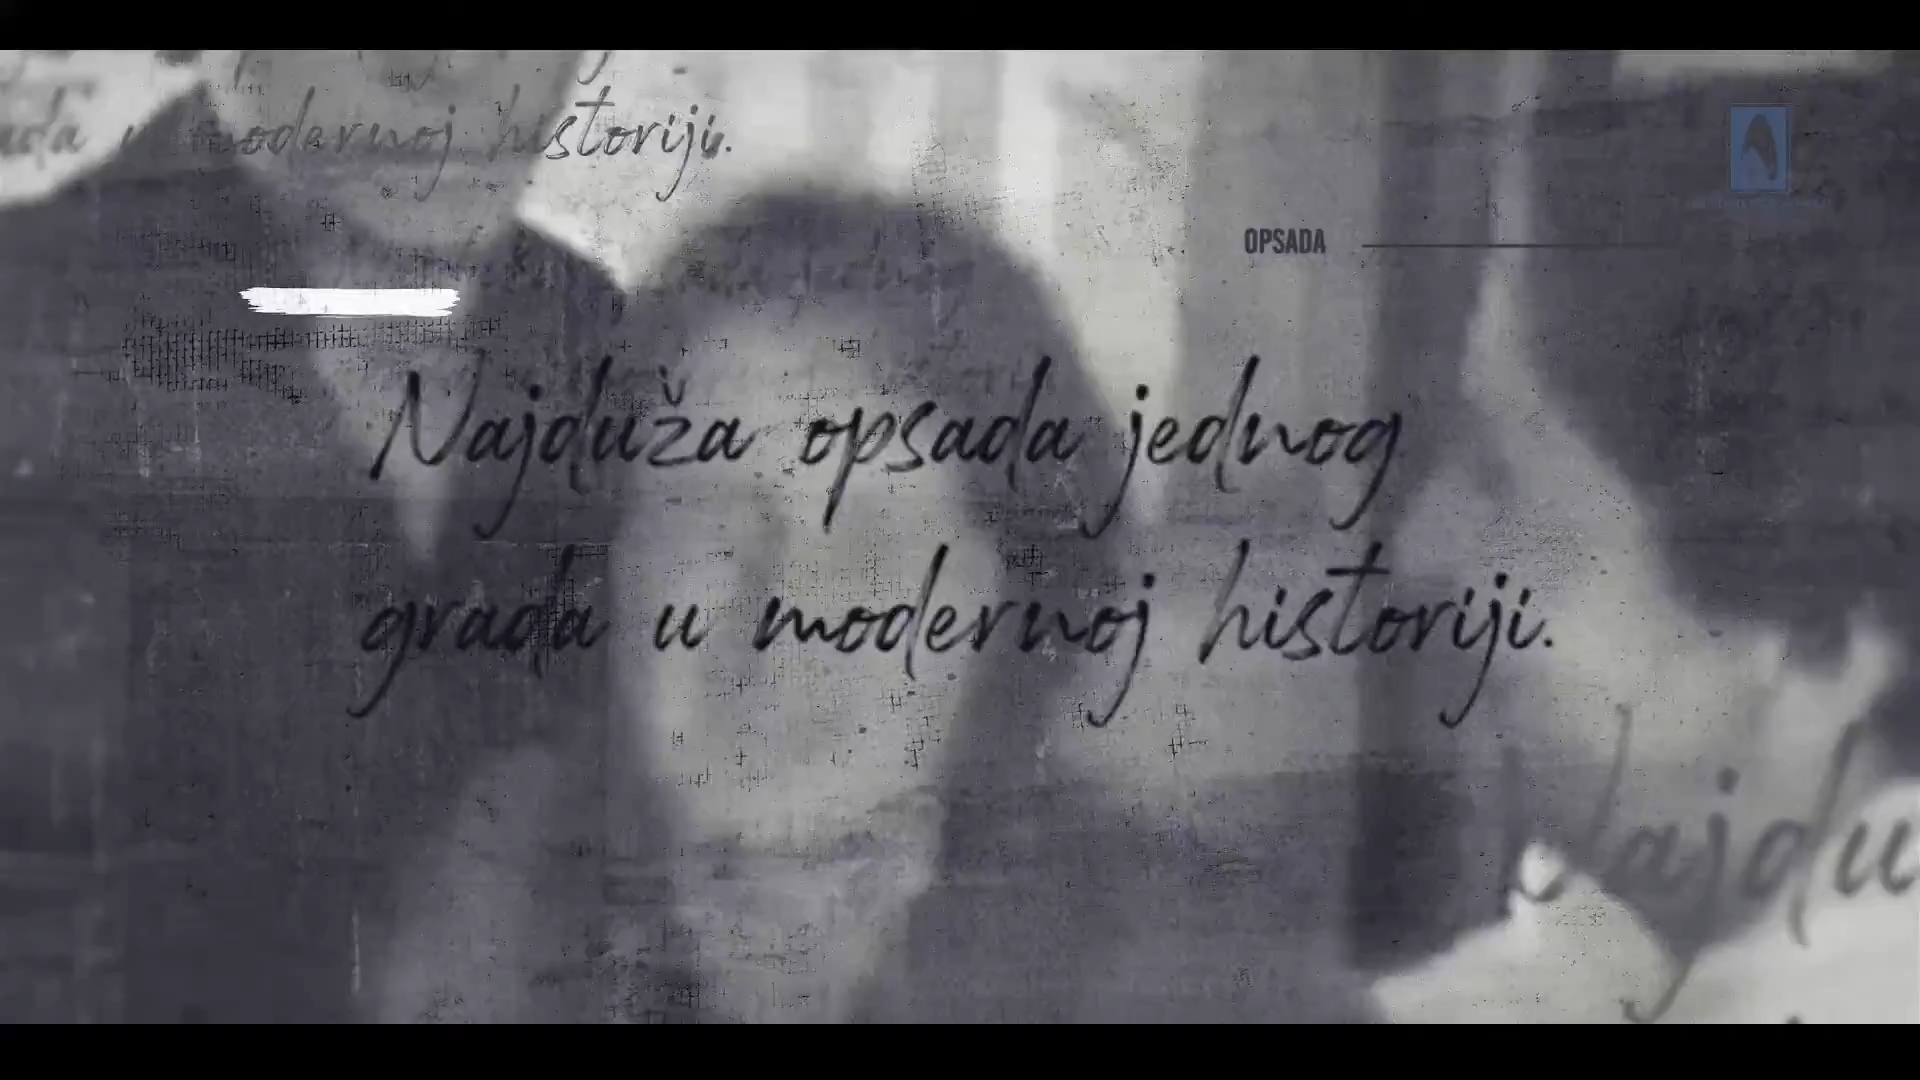 ada u modernoj historiji.
OPSADA
Najduža opsada jednog
grada u modernoj historiji.
Najdu